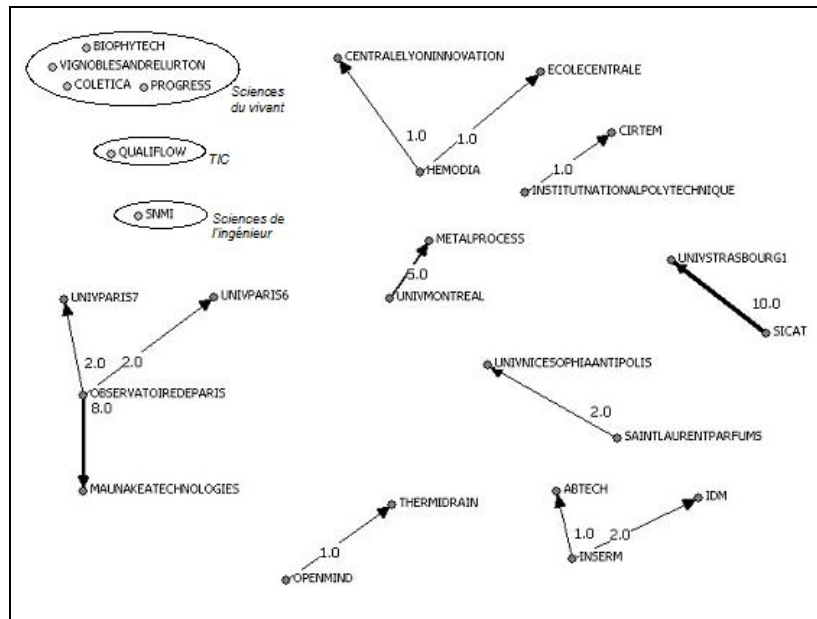 BIOPHYTECH
VIGNOBLESANDRELURTON
COLETICA PROGRESS
Sciences
du vivant
QUALIFLOW
TIC
SNMI
Sciences de
l'ingénieur
CENTRALELYONINNOVATION
ECOLECENTRALE
1.0
1.0
HEMODIA
CIRTEM
1.0
INSTITUTNATIONALPOLYTECHNIQUE
METALPROCESS
5.0
UNIVMONTREAL
UNIVSTRASBOURG1
10.0
SICAT
UNIVPARIS7
UNIVPARIS6
2.0
2.0
OBSERVATOIREDEPARIS
8.0
MAUNAKEATECHNOLOGIES
UNIVNICESOPHIAANTIPOLIS
2.0
SAINTLAURENTPARFUMS
THERMIDRAIN
1.0
OPENMIND
ABTECH
IDM
1.0
2.0
INSERM